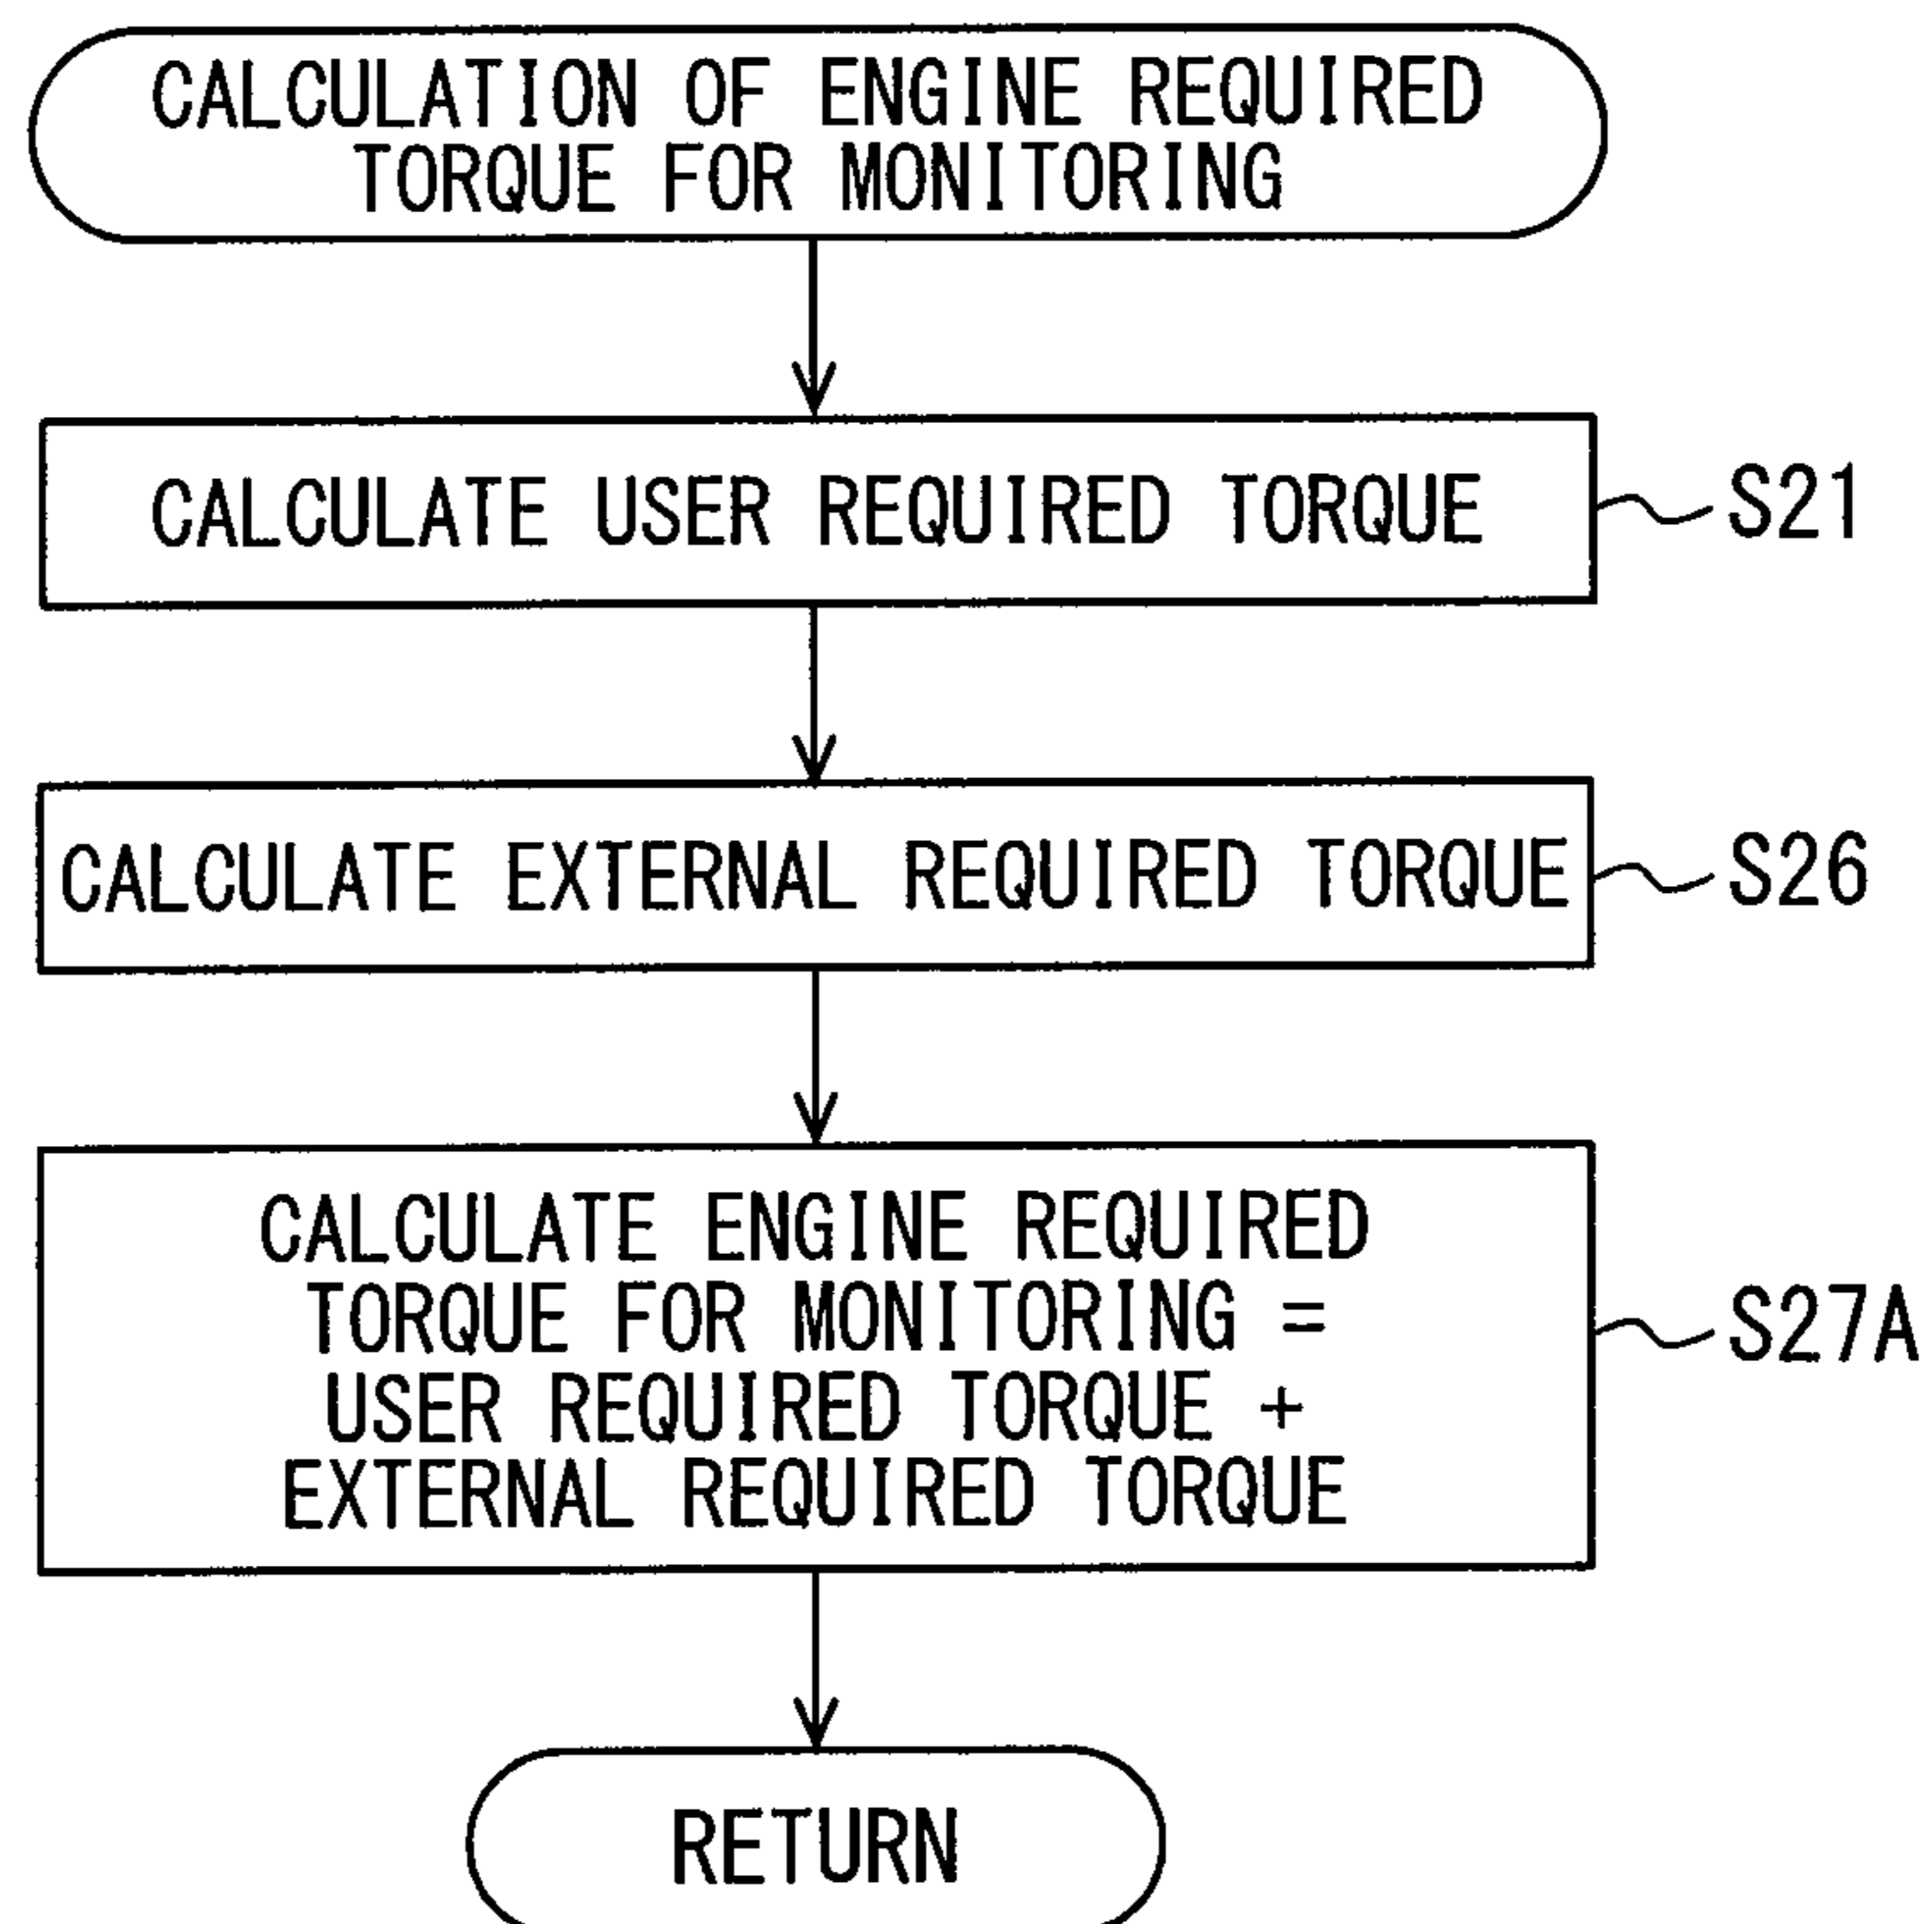 CALCULATION OF ENGINE REQUIRED
TORQUE FOR MONITORING
CALCULATE USER REQUIRED TORQUE
S21
CALCULATE EXTERNAL REQUIRED TORQUE
S26
CALCULATE ENGINE REQUIRED
TORQUE FOR MONITORING =
USER REQUIRED TORQUE +
EXTERNAL REQUIRED TORQUE
S27A
RETURN